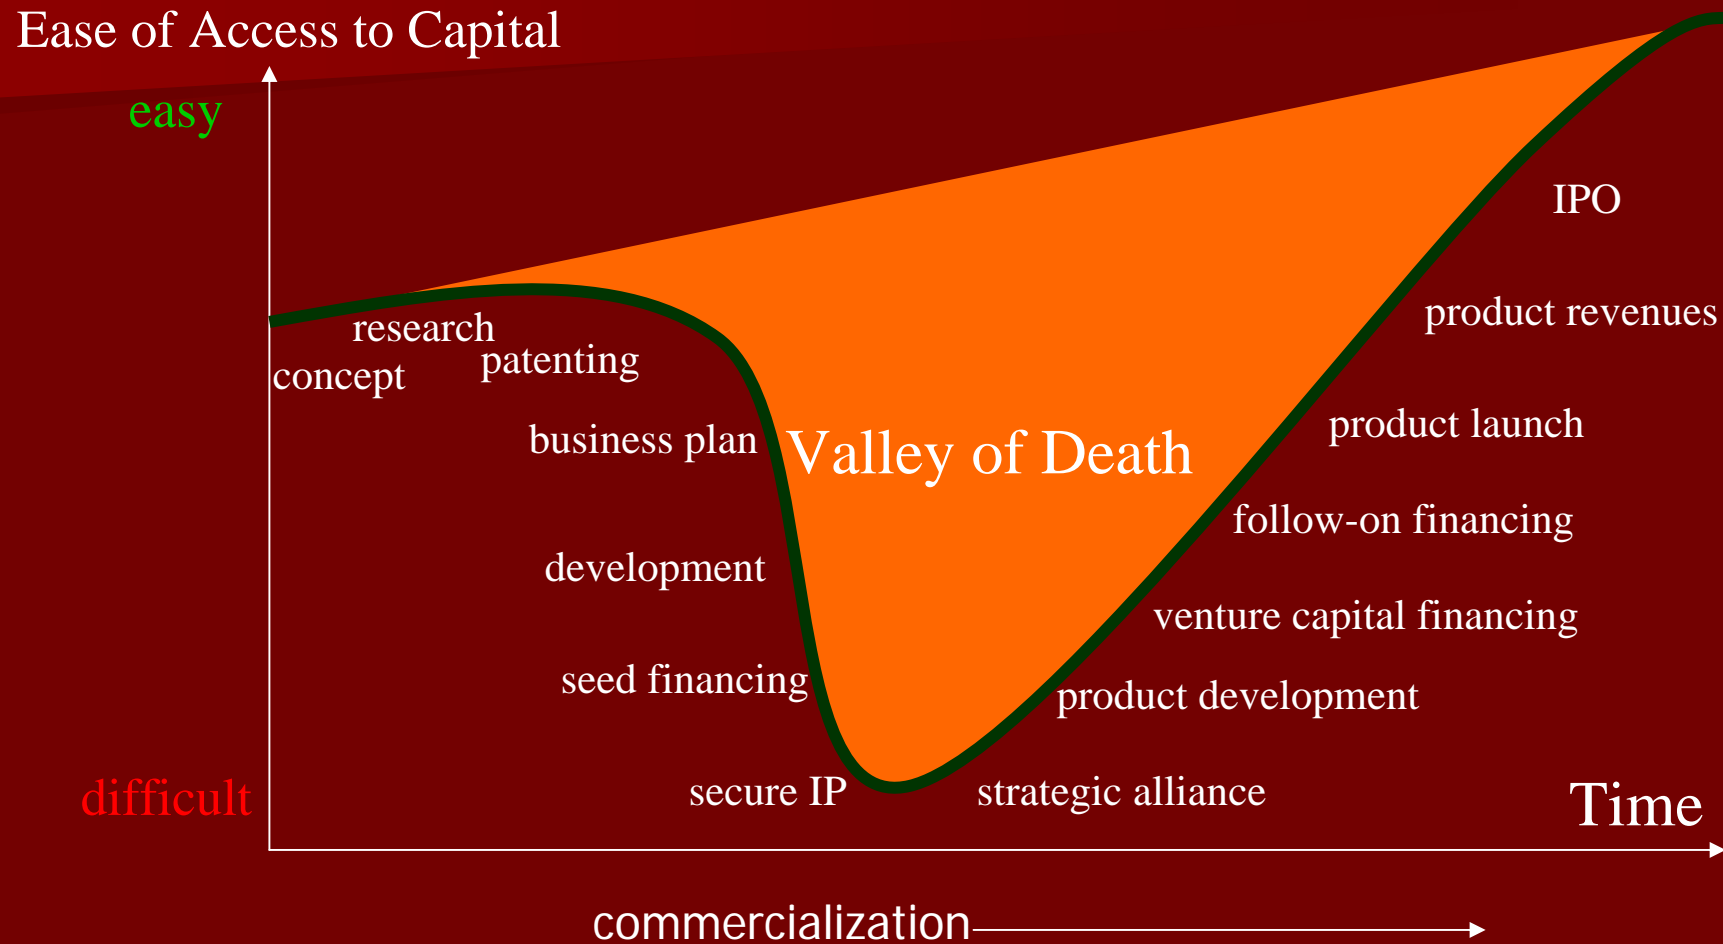 Ease of Access to Capital
easy
IPO
product revenues
research
patenting
concept
product launch
business plan
Valley of Death
follow-on financing
development
venture capital financing
seed financing
product development
secure IP
strategic alliance
difficult
Time
commercialization